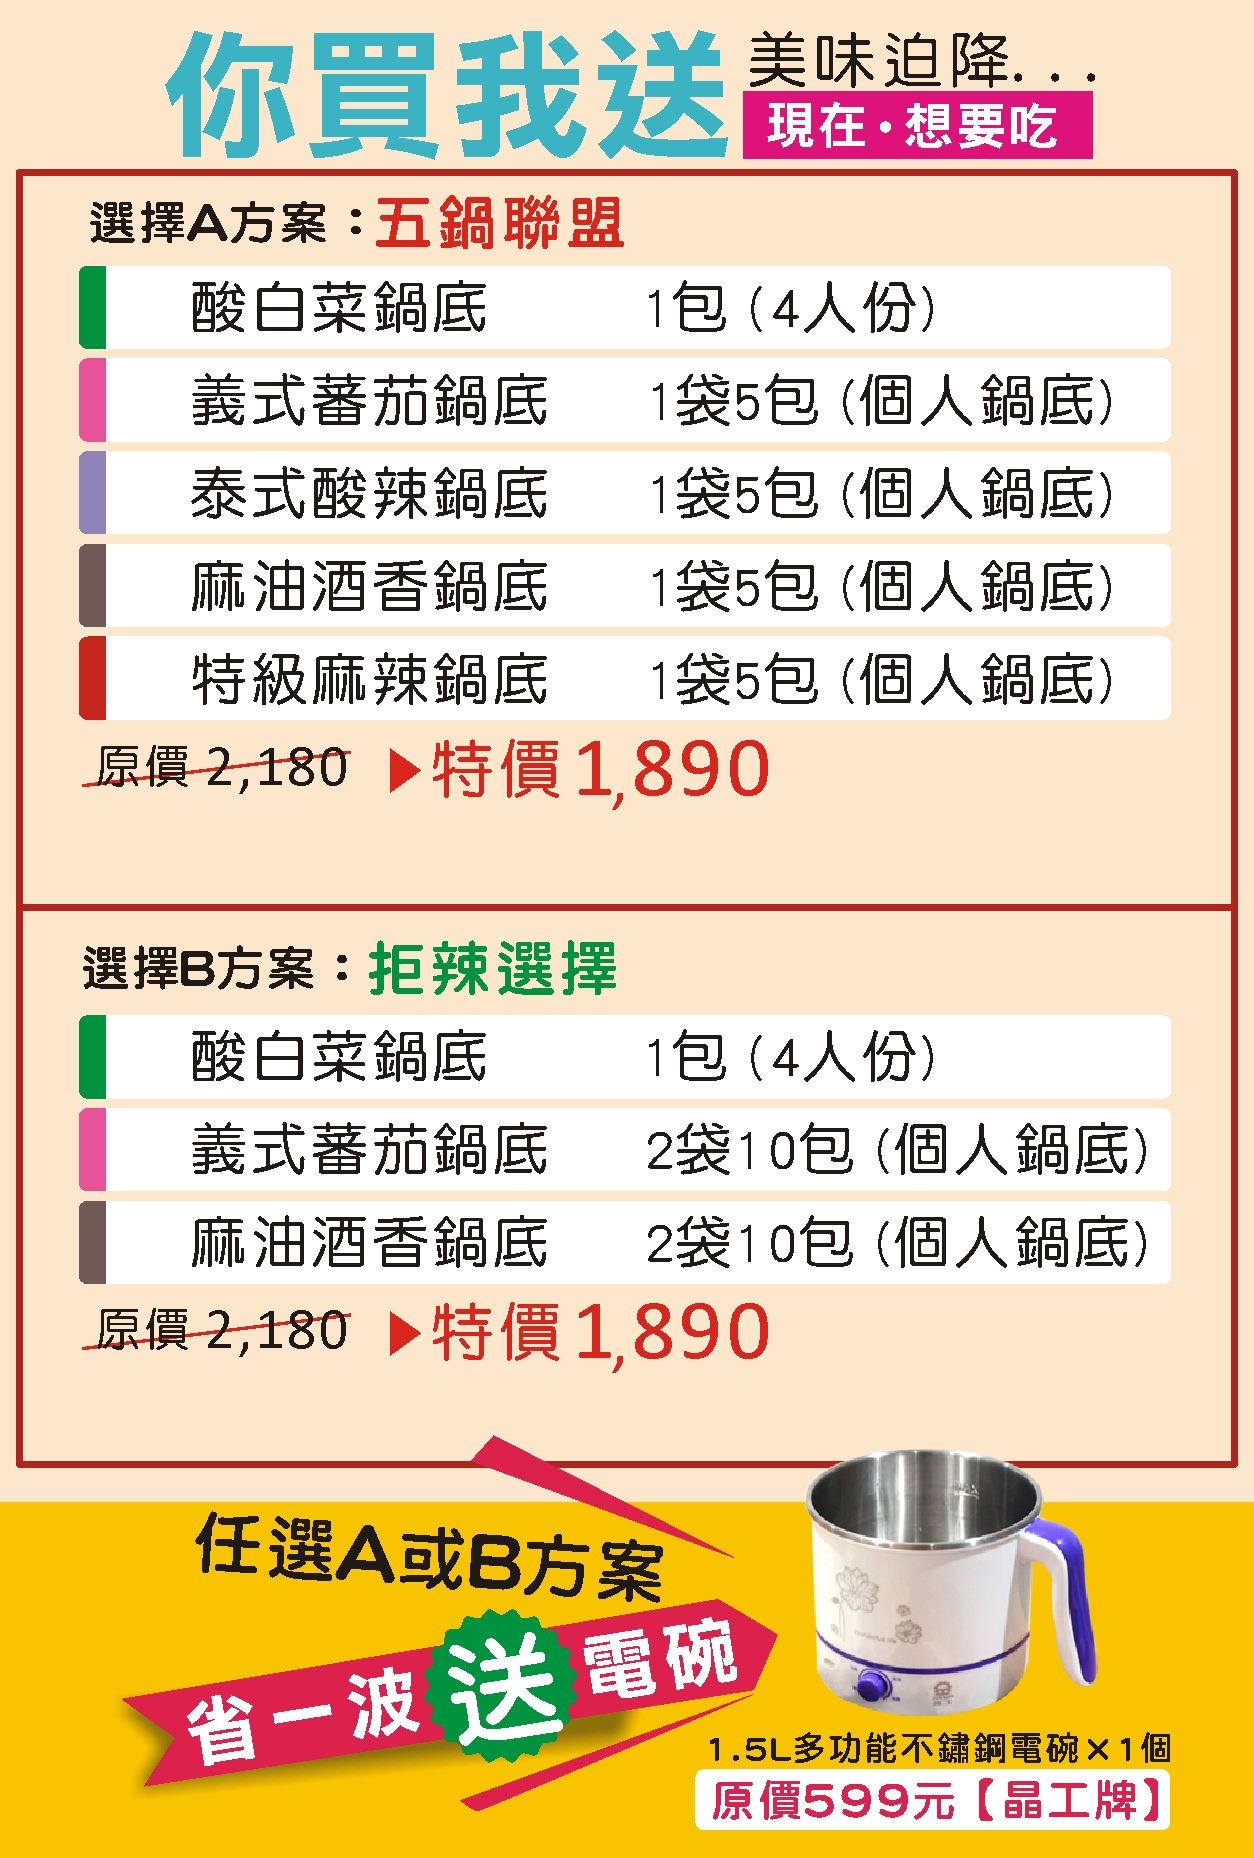 你買我送
美味迫降...
現在·想要吃
選擇A方案：五鍋聯盟
酸白菜鍋底 1包（4人份）
義式蕃茄鍋底 1袋5包（個人鍋底）
泰式酸辣鍋底 1袋5包（個人鍋底）
麻油酒香鍋底 1袋5包（個人鍋底）
特級麻辣鍋底 1袋5包（個人鍋底）
原價 2,180 ▶特價1,890
選擇B方案：拒辣選擇
酸白菜鍋底 1包（4人份）
義式蕃茄鍋底 2袋10包（個人鍋底）
麻油酒香鍋底 2袋10包（個人鍋底）
原價 2,180 ▶特價1,890
任選A或B方案
省一波送電碗
1.5L多功能不鏽鋼電碗×1個
原價599元【晶工牌】